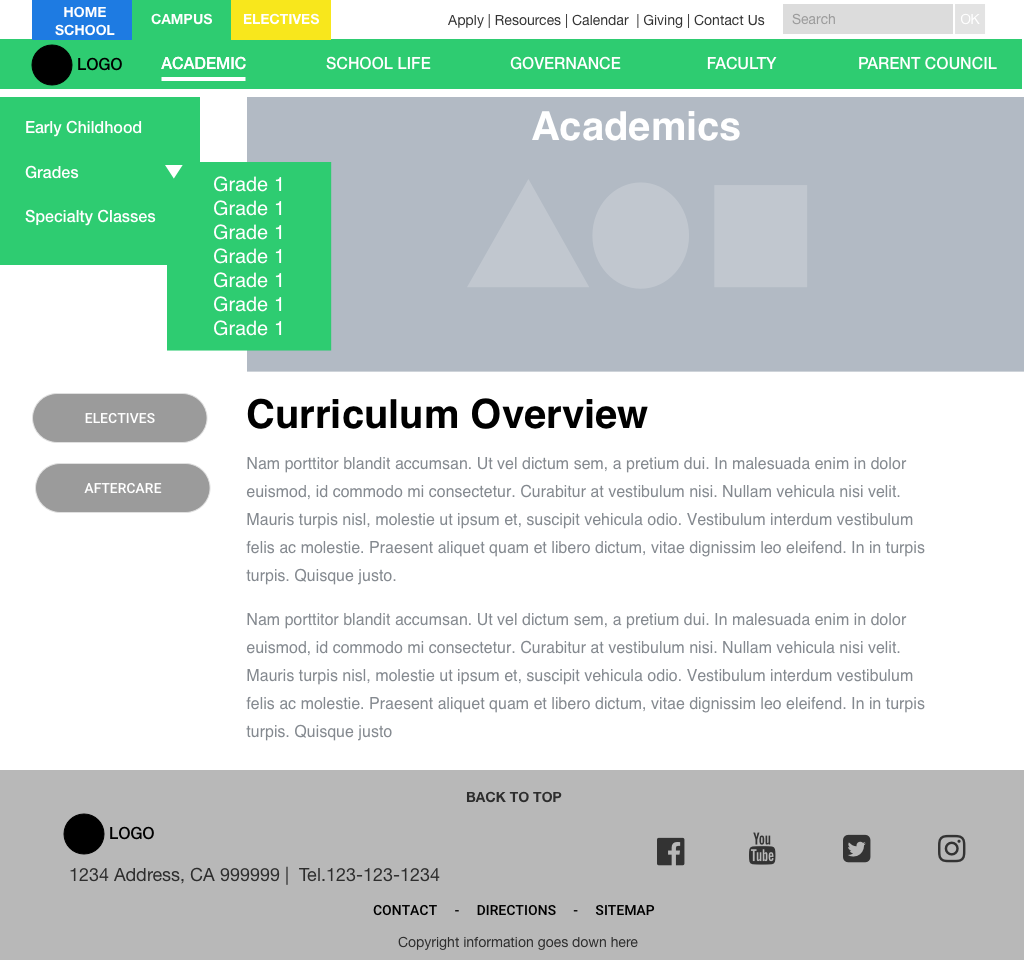 HOME
SCHOOL
CAMPUS
ELECTIVES
Apply | Resources | Calendar | Giving | Contact Us
Search
OK
LOGO
ACADEMIC
SCHOOL LIFE
GOVERNANCE
FACULTY
PARENT COUNCIL
Early Childhood
Grades
Specialty Classes
Grade 1
Grade 1
Grade 1
Grade 1
Grade 1
Grade 1
Grade 1
Academics
ELECTIVES
AFTERCARE
Curriculum Overview
Nam porttitor blandit accumsan. Ut vel dictum sem, a pretium dui. In malesuada enim in dolor
euismod, id commodo mi consectetur. Curabitur at vestibulum nisi. Nullam vehicula nisi velit.
Mauris turpis nisl, molestie ut ipsum et, suscipit vehicula odio. Vestibulum interdum vestibulum
felis ac molestie. Praesent aliquet quam et libero dictum, vitae dignissim leo eleifend. In in turpis
turpis. Quisque justo.
Nam porttitor blandit accumsan. Ut vel dictum sem, a pretium dui. In malesuada enim in dolor
euismod, id commodo mi consectetur. Curabitur at vestibulum nisi. Nullam vehicula nisi velit.
Mauris turpis nisl, molestie ut ipsum et, suscipit vehicula odio. Vestibulum interdum vestibulum
felis ac molestie. Praesent aliquet quam et libero dictum, vitae dignissim leo eleifend. In in turpis
turpis. Quisque justo
BACK TO TOP
LOGO
1234 Address, CA 999999 | Tel.123-123-1234
You
Tube
CONTACT - DIRECTIONS - SITEMAP
Copyright information goes down here